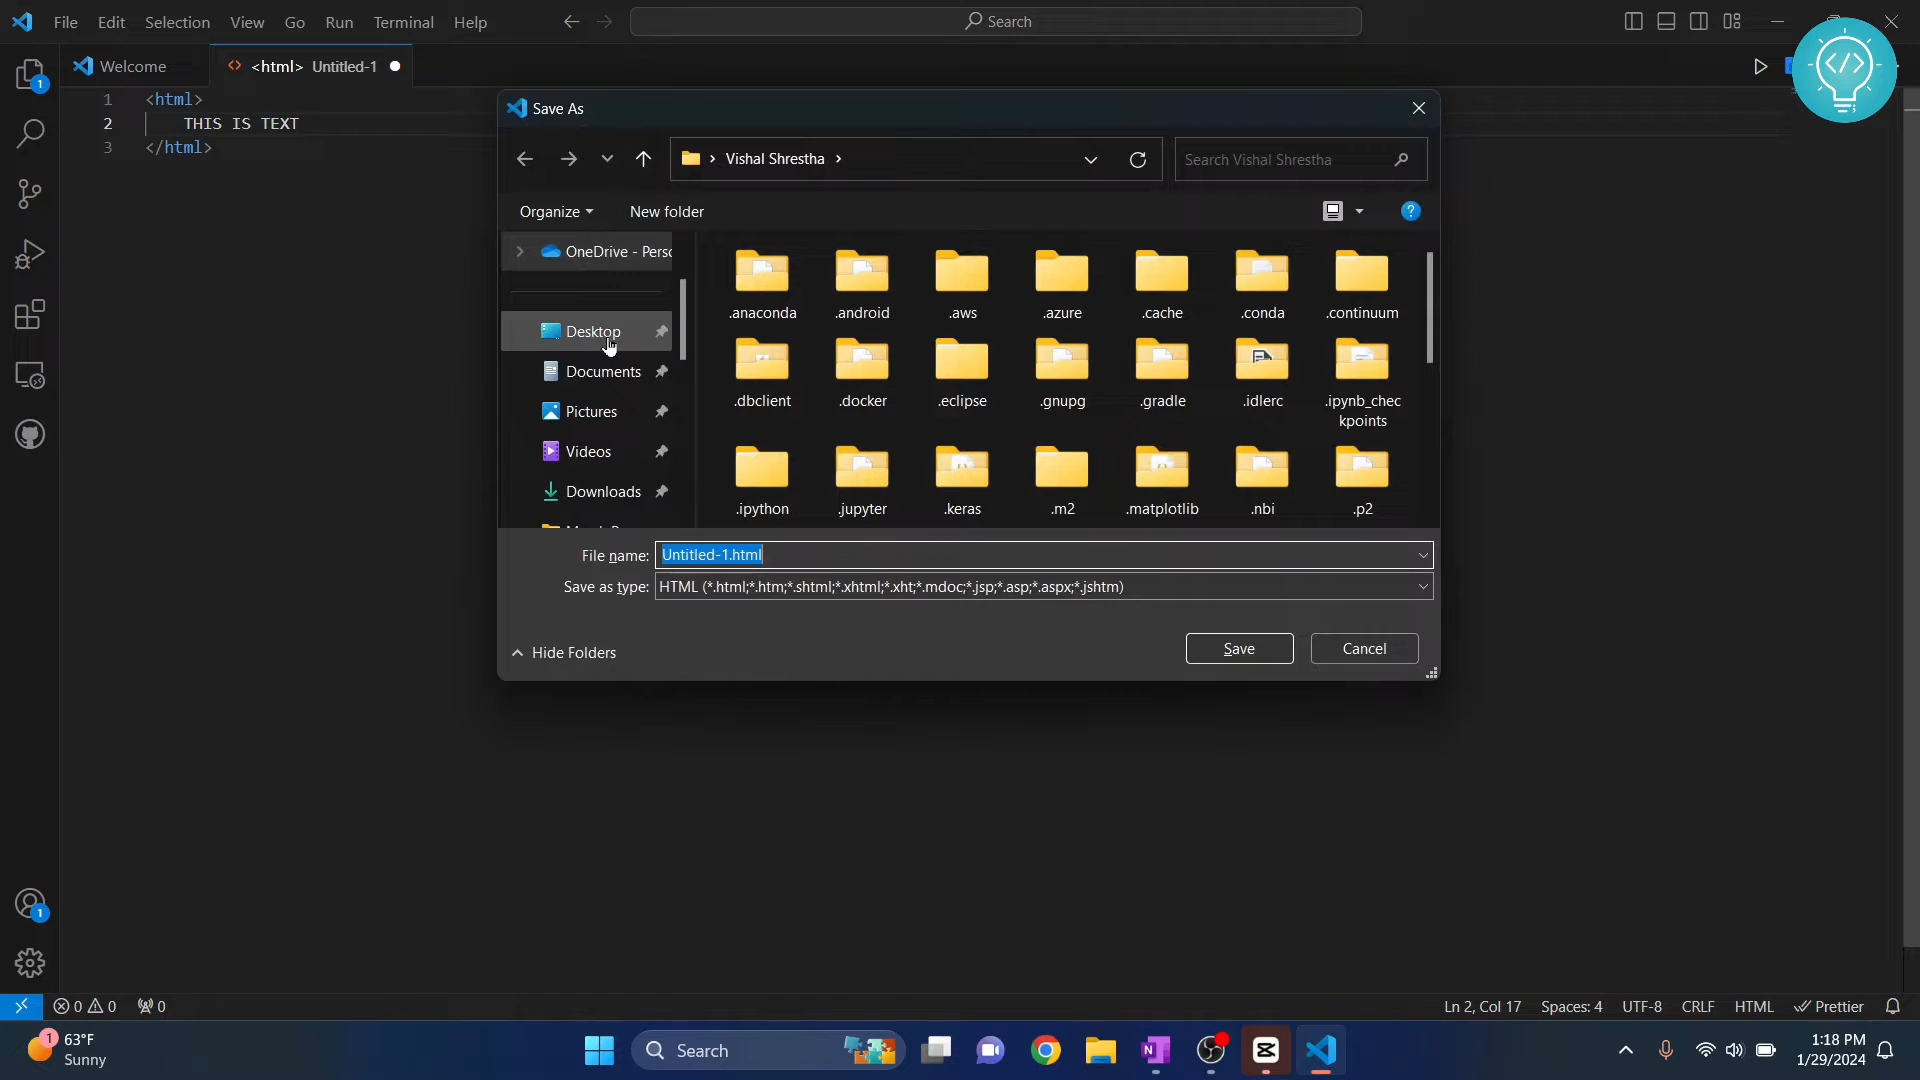 File Edit Selection View Go Run Terminal Help Search
1 Welcome <html> Untitled-1
1 <html>
2 THIS IS TEXT
3 </html>
Save As
Vishal Shrestha Search Vishal Shrestha
Organize New folder
OneDrive - Perso
Desktop
Documents
Pictures
Videos
Downloads
.anaconda .android .aws .azure .cache .conda .continuum
.dbclient .docker .eclipse .gnupg .gradle .idlerc .ipynb_chec
kpoints
.ipython .jupyter .keras .m2 .matplotlib .nbi .p2
File name: Untitled-1.html
Save as type: HTML (*.html;*.htm;*.shtml;*.xhtml;*.xht;*.mdoc;*.jsp;*.asp;*.aspx;*.jshtm)
Hide Folders Save Cancel
1
0 0 0 Ln 2, Col 17 Spaces: 4 UTF-8 CRLF HTML Prettier
1 63°F
Sunny
Search
N
1:18 PM
1/29/2024